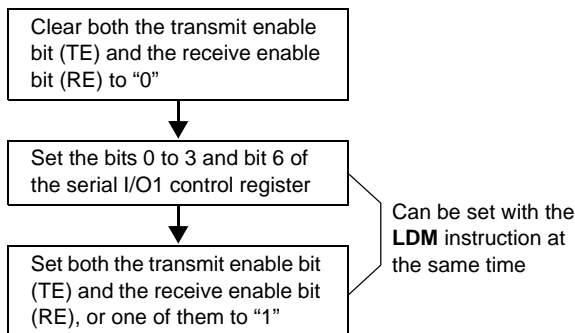 Clear both the transmit enable
bit (TE) and the receive enable
bit (RE) to “0”
Set the bits 0 to 3 and bit 6 of
the serial I/O1 control register
Can be set with the
LDM instruction at
the same time
Set both the transmit enable bit
(TE) and the receive enable bit
(RE), or one of them to “1”